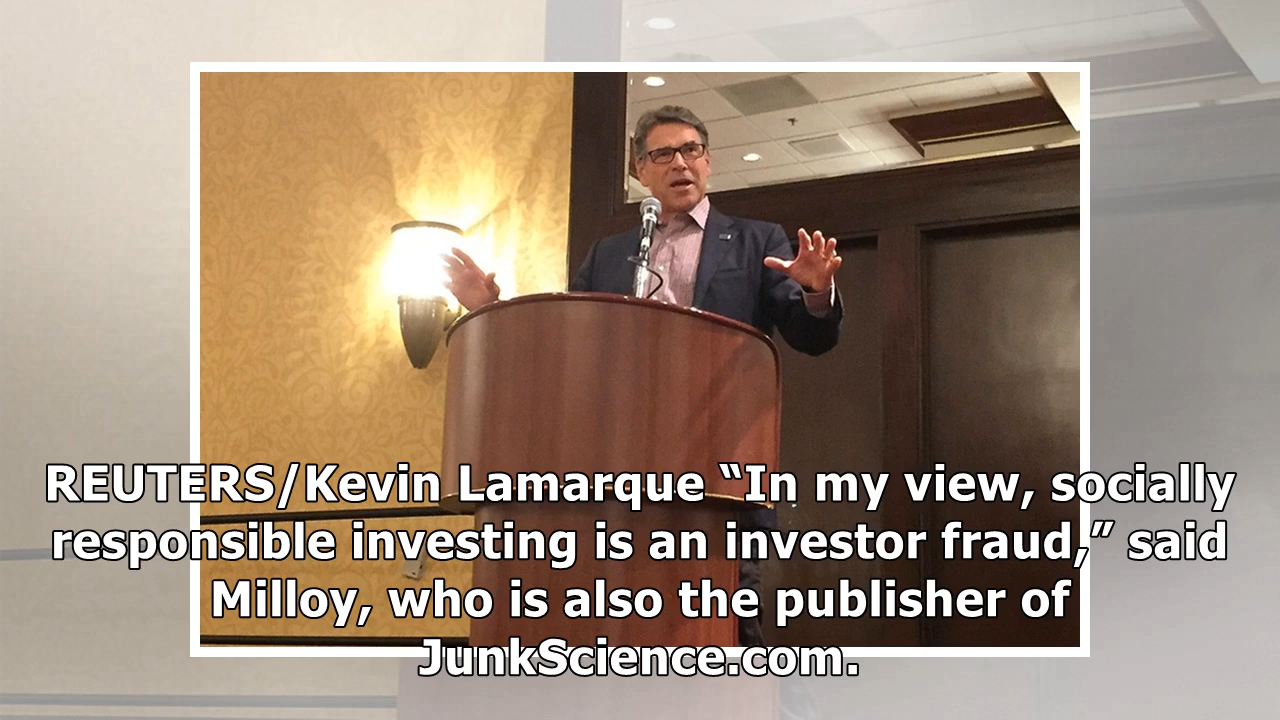 REUTERS/Kevin Lamarque “In my view, socially
responsible investing is an investor fraud,” said
Milloy, who is also the publisher of
JunkScience.com.